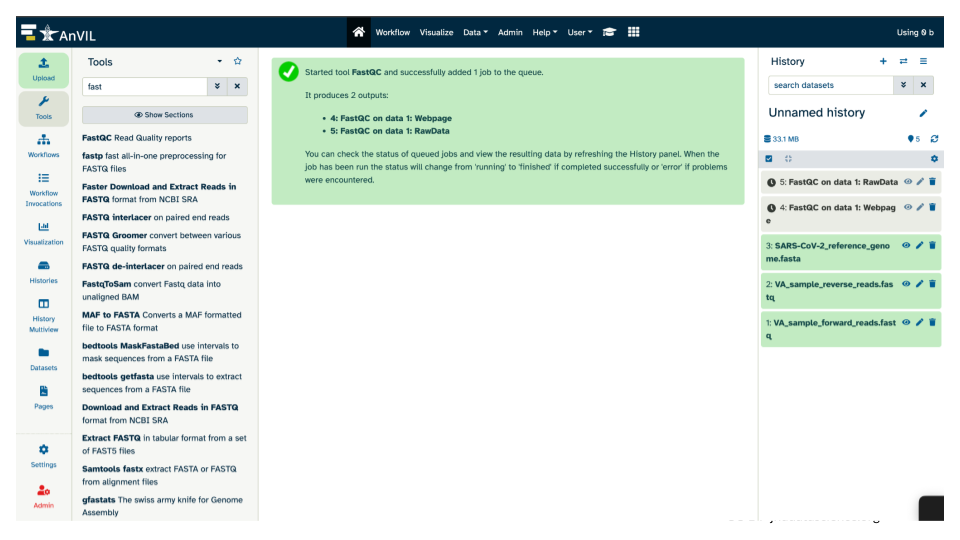 AnVIL
Workflow Visualize Data Admin Help User
Using 0 b
Upload
Tools
Workflows
Workflow
Invocations
Visualization
Histories
History
Multiview
Datasets
Pages
Settings
Admin
Tools
fast
Show Sections
FastQC Read Quality reports
fastp fast all-in-one preprocessing for
FASTQ files
Faster Download and Extract Reads in
FASTQ format from NCBI SRA
FASTQ interlacer on paired end reads
FASTQ Groomer convert between various
FASTQ quality formats
FASTQ de-interlacer on paired end reads
FastqToSam convert Fastq data into
unaligned BAM
MAF to FASTA Converts a MAF formatted
file to FASTA format
bedtools MaskFastaBed use intervals to
mask sequences from a FASTA file
bedtools getfasta use intervals to extract
sequences from a FASTA file
Download and Extract Reads in FASTQ
format from NCBI SRA
Extract FASTQ in tabular format from a set
of FAST5 files
Samtools fastx extract FASTA or FASTQ
from alignment files
gfastats The swiss army knife for Genome
Assembly
Started tool FastQC and successfully added 1 job to the queue.
It produces 2 outputs:
• 4: FastQC on data 1: Webpage
• 5: FastQC on data 1: RawData
You can check the status of queued jobs and view the resulting data by refreshing the History panel. When the
job has been run the status will change from 'running' to 'finished' if completed successfully or 'error' if problems
were encountered.
History
search datasets
Unnamed history
33.1 MB
5
5: FastQC on data 1: RawData
4: FastQC on data 1: Webpag
e
3: SARS-CoV-2_reference_geno
me.fasta
2: VA_sample_reverse_reads.fas
tq
1: VA_sample_forward_reads.fast
q